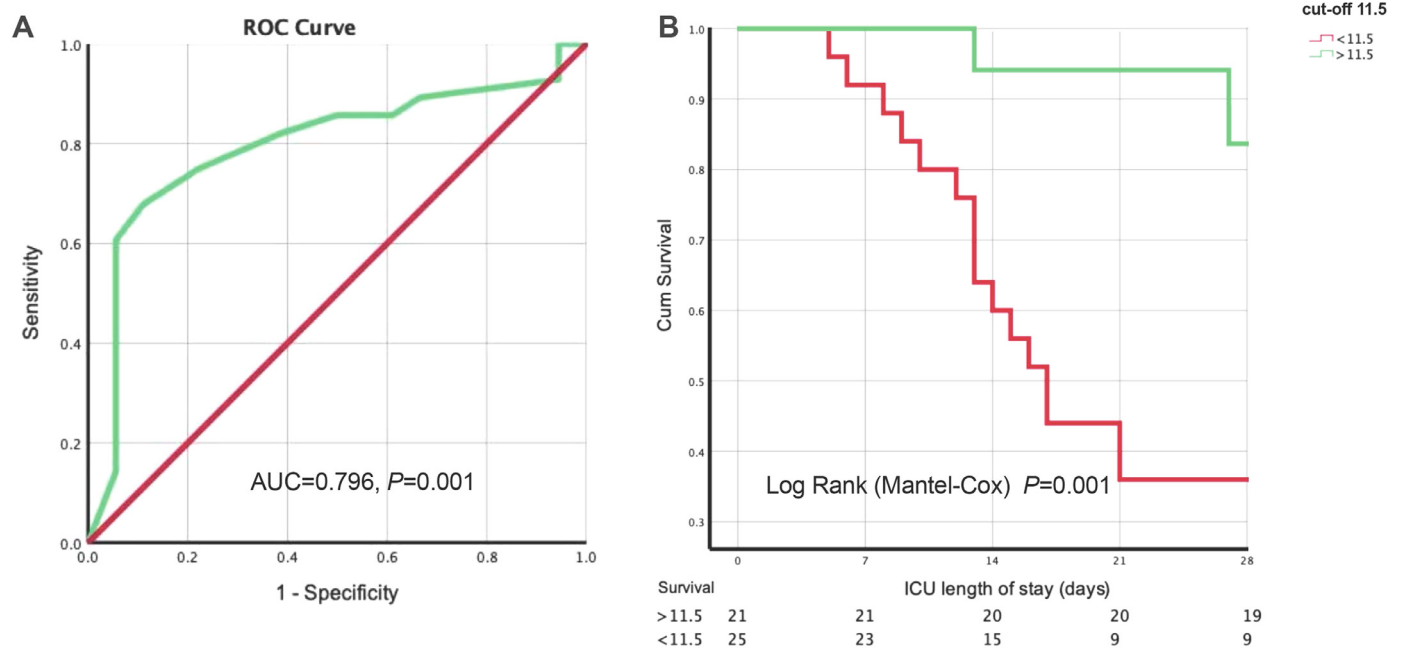 A
ROC Curve
1.0
0.8
0.6
0.4
0.2
0.0
Sensitivity
AUC=0.796, P=0.001
0.0 0.2 0.4 0.6 0.8 1.0
1 - Specificity
B
cut-off 11.5
<11.5
>11.5
1.0
0.9
0.8
0.7
0.6
0.5
0.4
0.3
Cum Survival
Log Rank (Mantel-Cox) P=0.001
0 7 14 21 28
Survival ICU length of stay (days)
>11.5 21 21 20 20 19
<11.5 25 23 15 9 9